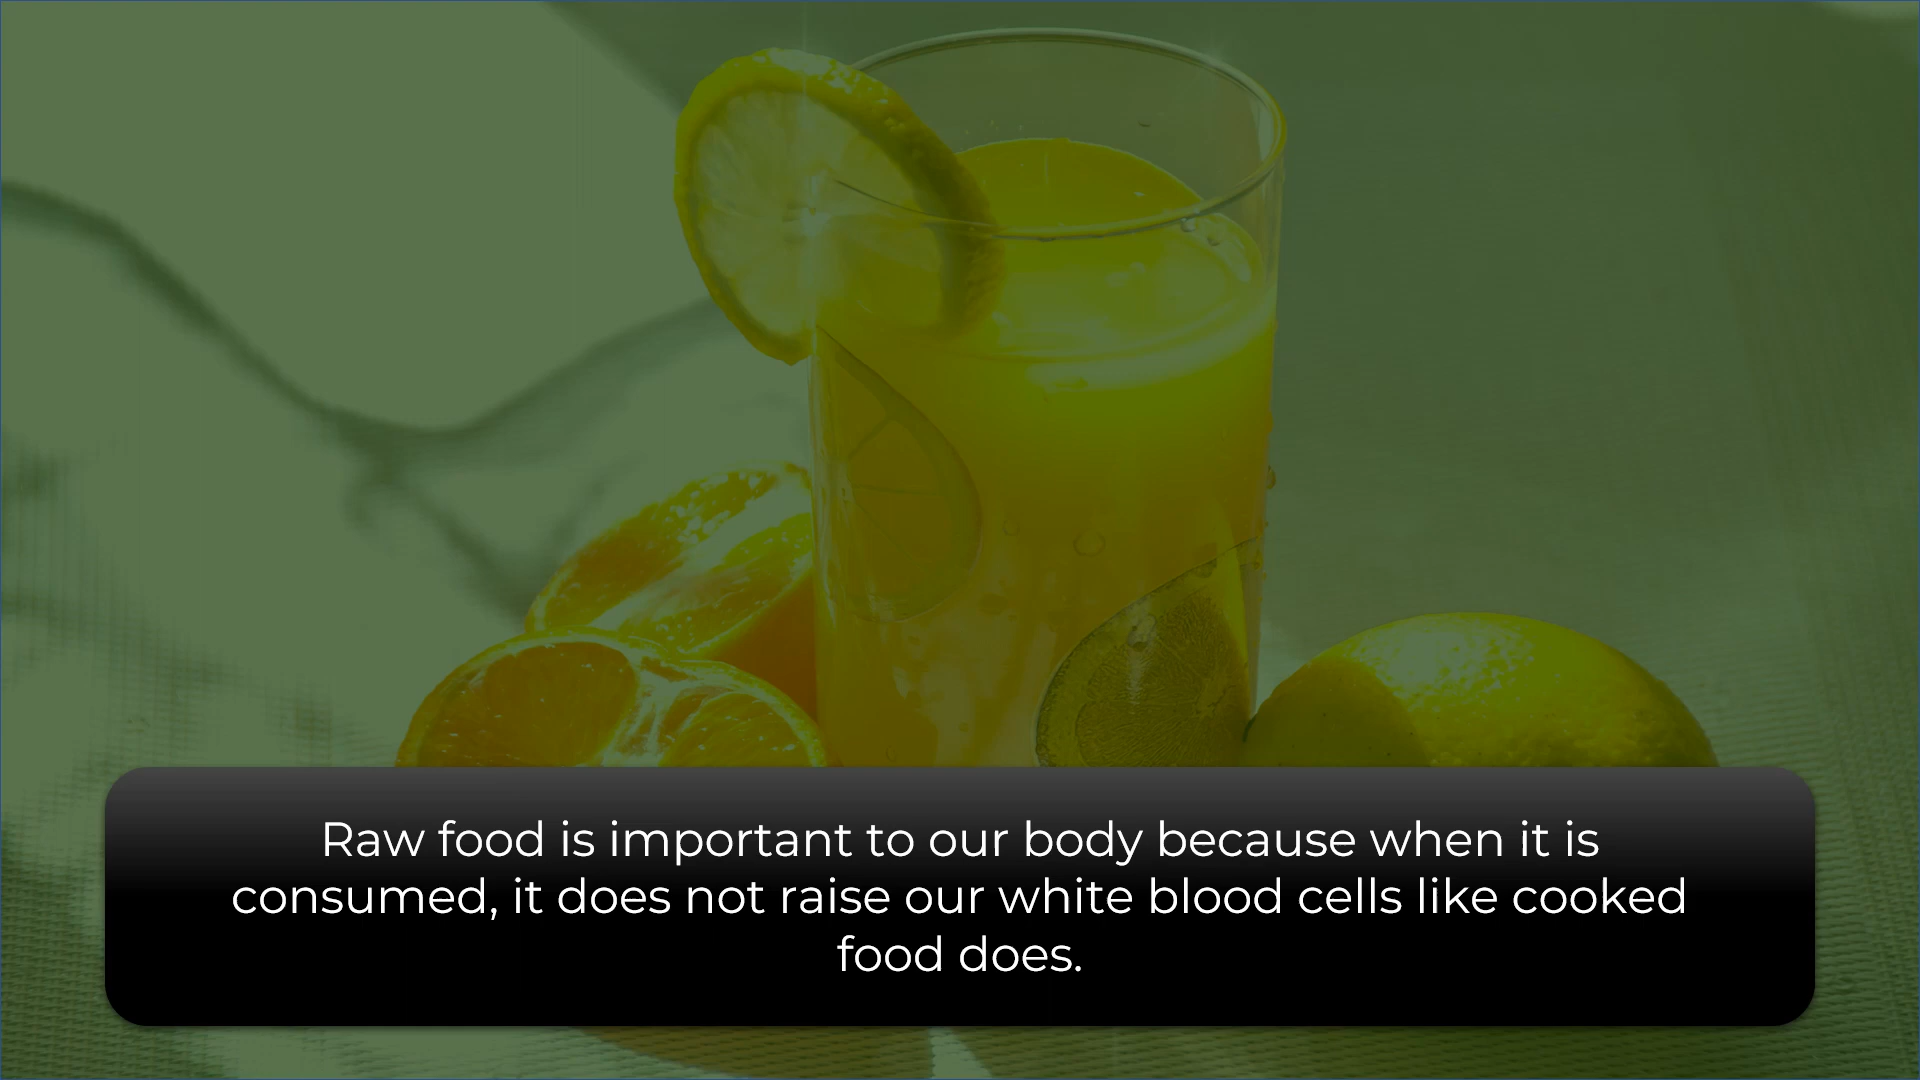 Raw food is important to our body because when it is
consumed, it does not raise our white blood cells like cooked
food does.